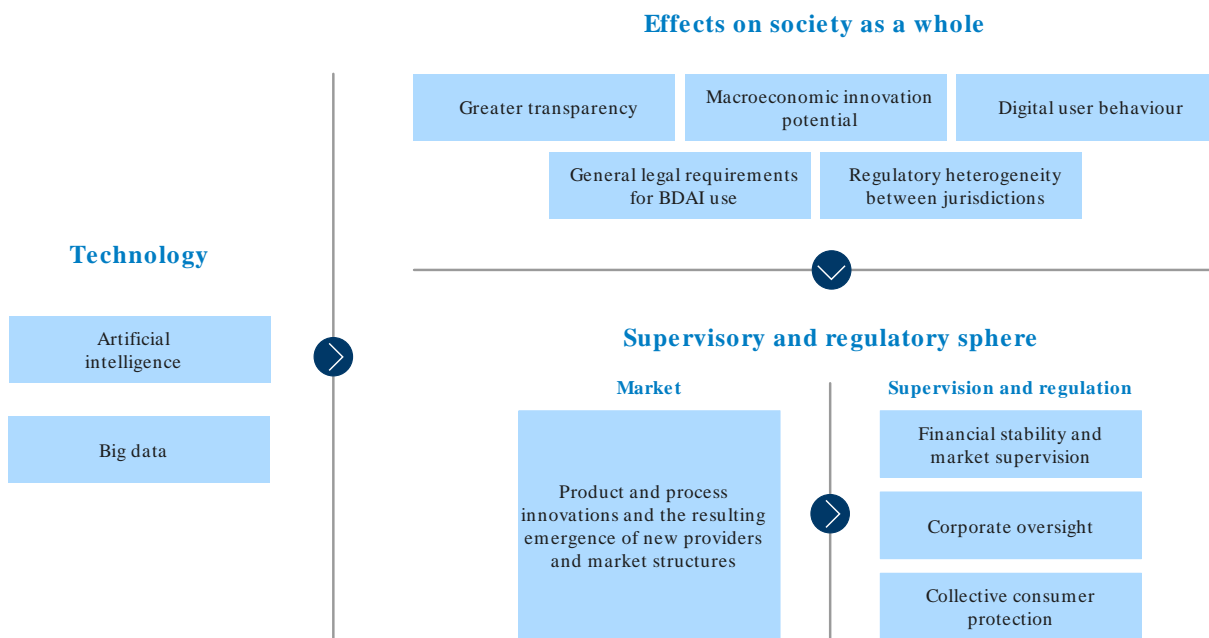 Effects on society as a whole
Greater transparency
Macroeconomic innovation
potential
Digital user behaviour
General legal requirements
for BDAI use
Regulatory heterogeneity
between jurisdictions
Technology
Artificial
intelligence
Big data
Supervisory and regulatory sphere
Market
Product and process
innovations and the resulting
emergence of new providers
and market structures
Supervision and regulation
Financial stability and
market supervision
Corporate oversight
Collective consumer
protection